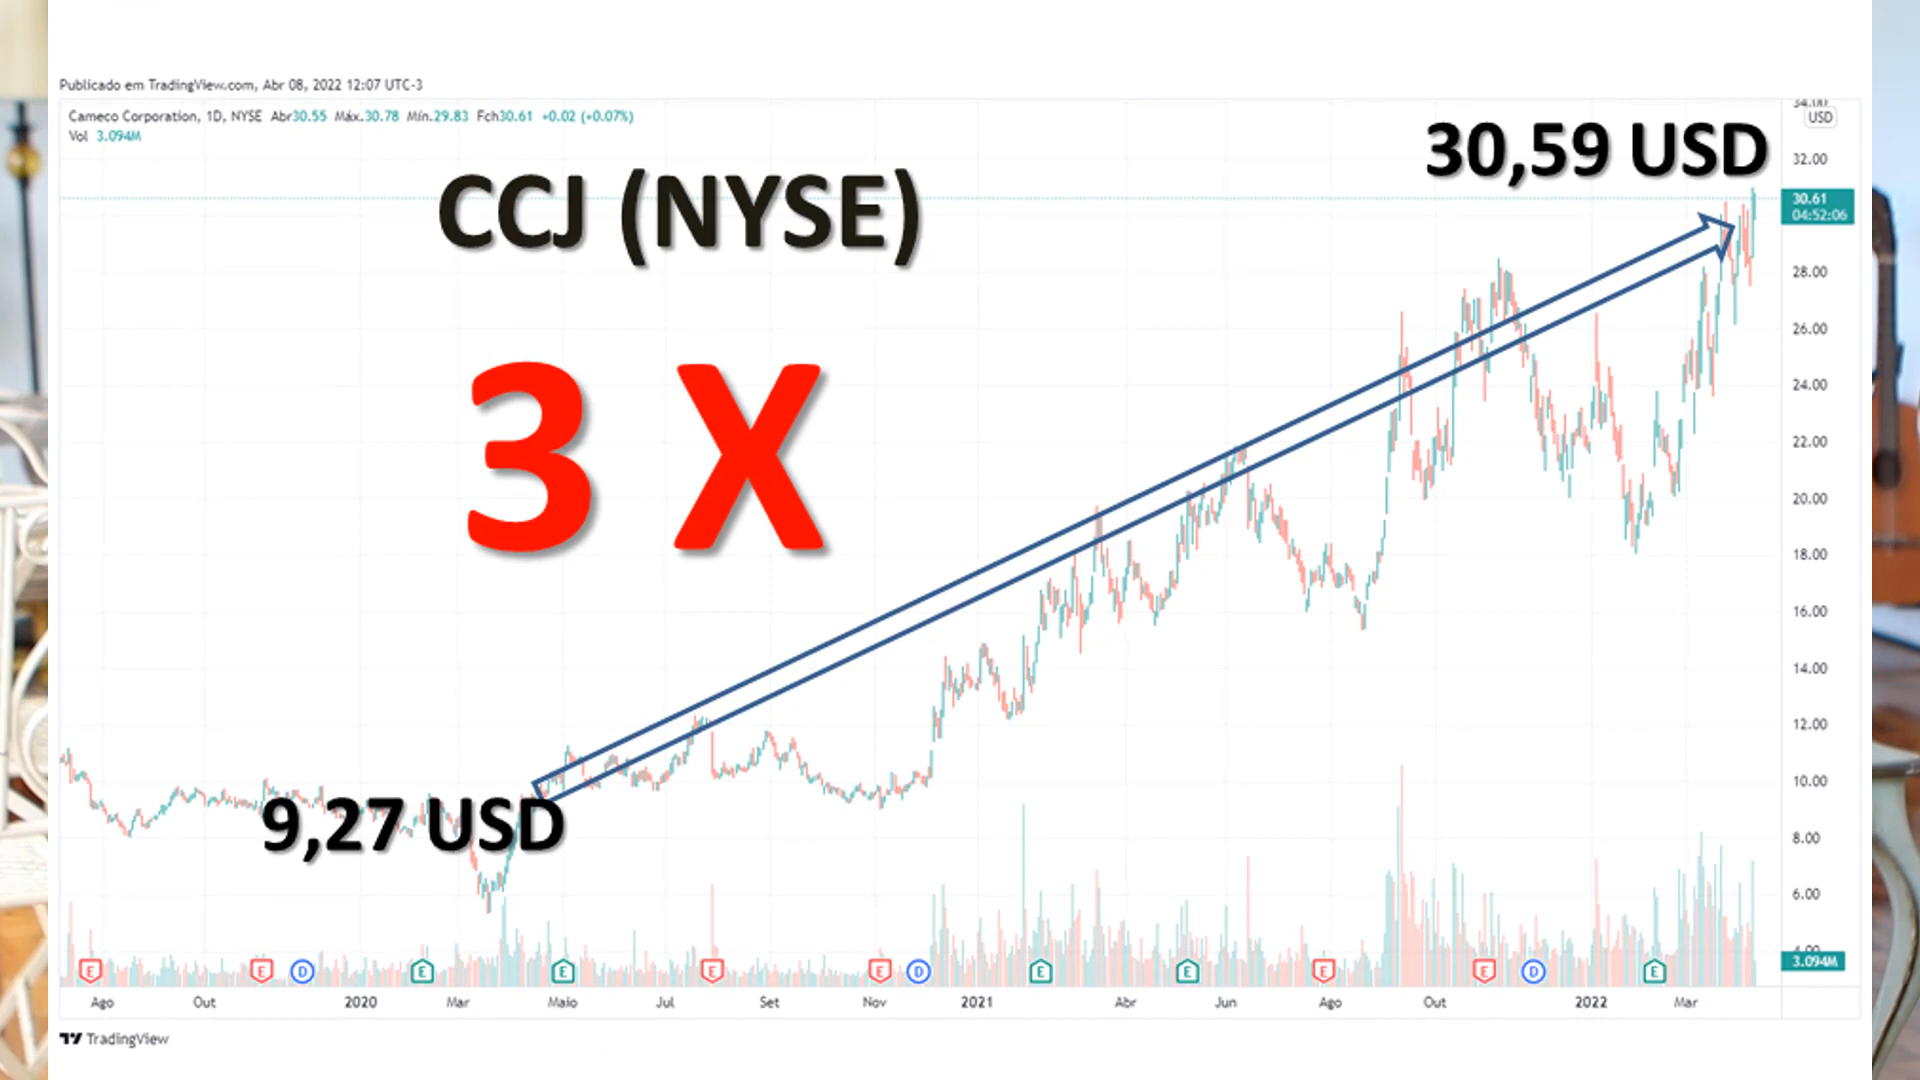 Publicado em TradingView.com, Abr 08, 2022 12:07 UTC-3
Cameco Corporation, 1D, NYSE Abr30.55 Máx.30.78 Mín.29.83 Fch30.61 +0.02 (+0.07%)
Vol 3.094M
CCJ (NYSE)
3 X
30,59 USD
9,27 USD
34.00
USD
32.00
30.61
04:52:06
28.00
26.00
24.00
22.00
20.00
18.00
16.00
14.00
12.00
10.00
8.00
6.00
4.00
3.094M
E E D E E E E D E E E E D E
Ago Out 2020 Mar Maio Jul Set Nov 2021 Abr Jun Ago Out 2022 Mar
TradingView